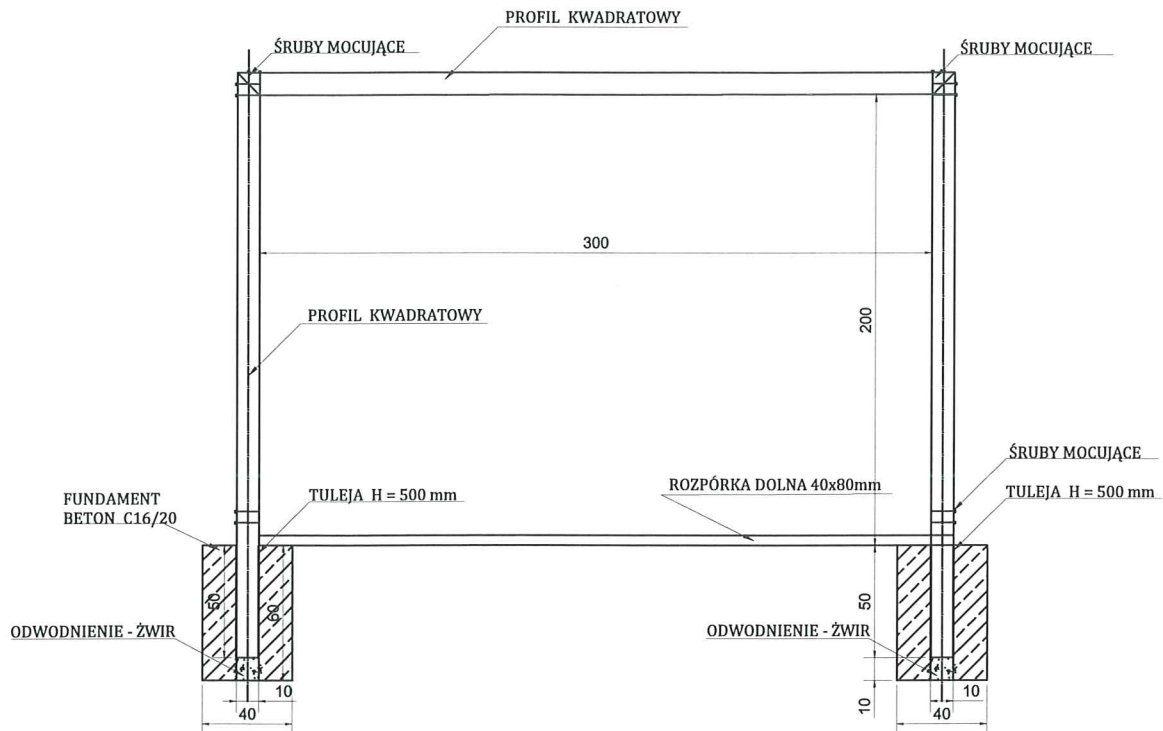 PROFIL KWADRATOWY
ŚRUBY MOCUJĄCE
ŚRUBY MOCUJĄCE
300
200
PROFIL KWADRATOWY
ŚRUBY MOCUJĄCE
FUNDAMENT
BETON C16/20
TULEJA H = 500 mm
ROZPÓRKA DOLNA 40x80mm
TULEJA H = 500 mm
50
60
50
ODWODNIENIE - ŻWIR
ODWODNIENIE - ŻWIR
10
10
10
40
40